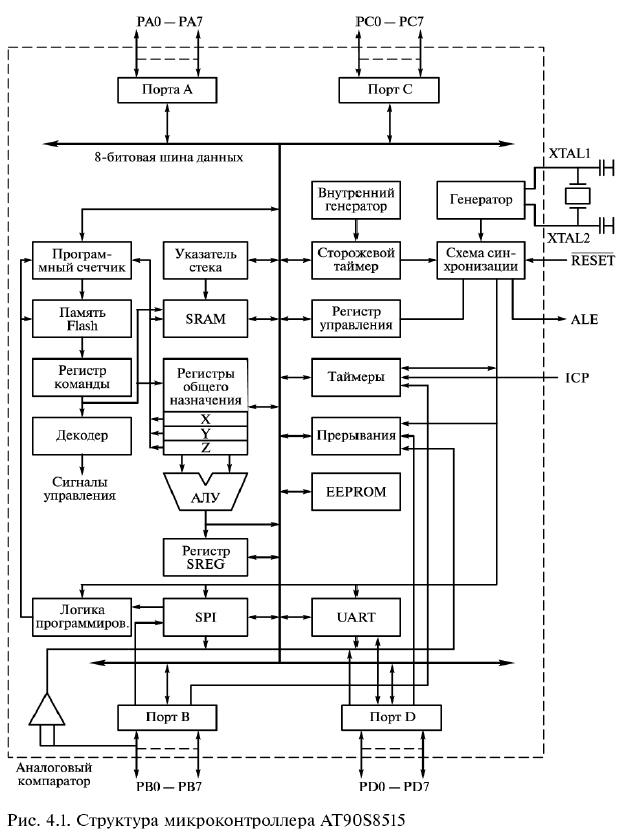 PA0 — PA7
PC0 — PC7
Порта А
Порт С
8-битовая шина данных
XTAL1
Внутренний
генератор
Генератор
XTAL2
Програм-
мный счетчик
Указатель
стека
Сторожевой
таймер
Схема син-
хронизации
RESET
Память
Flash
SRAM
Регистр
управления
ALE
Регистр
команды
Регистры
общего
назначения
Таймеры
ICP
X
Y
Z
Декодер
Прерывания
Сигналы
управления
АЛУ
EEPROM
Регистр
SREG
Логика
программиров.
SPI
UART
Порт В
Порт D
Аналоговый
компаратор
PB0 — PB7
PD0 — PD7
Рис. 4.1. Структура микроконтроллера AT90S8515